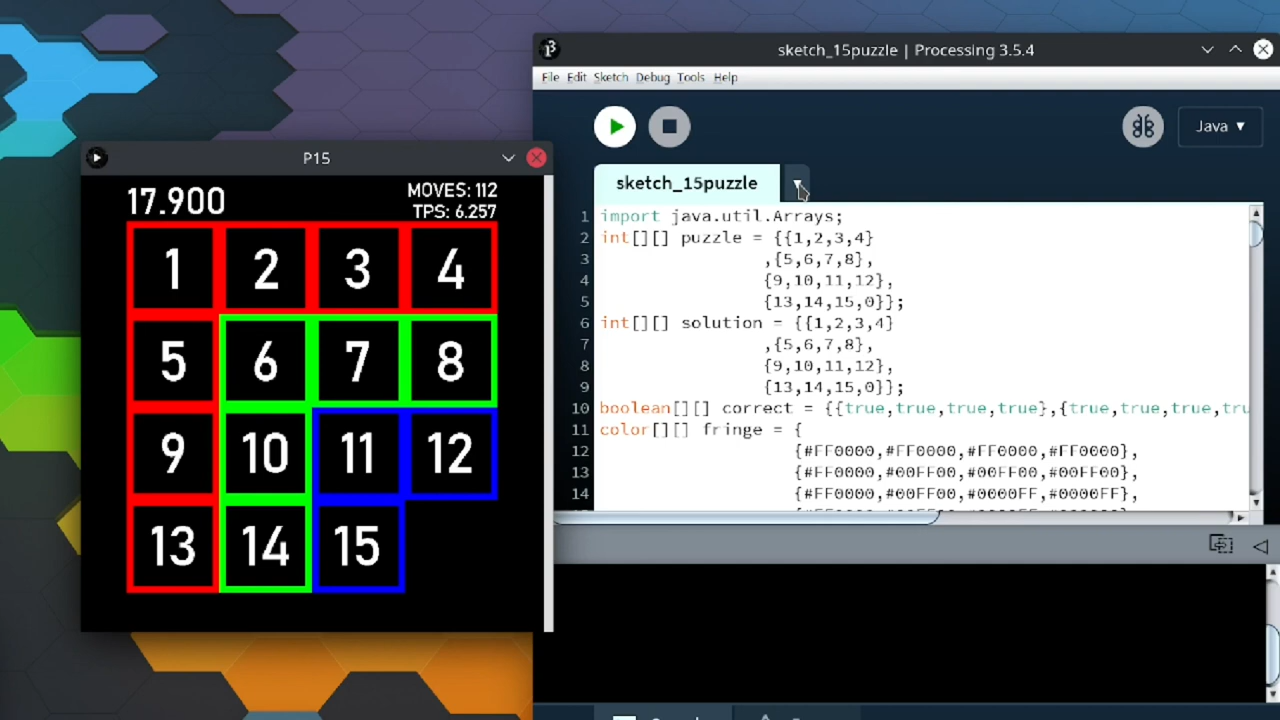 sketch_15puzzle | Processing 3.5.4
File Edit Sketch Debug Tools Help
Java ▼
sketch_15puzzle
P15
17.900
MOVES: 112
TPS: 6.257
1 2 3 4
5 6 7 8
9 10 11 12
13 14 15
1 import java.util.Arrays;
2 int[][] puzzle = {{1,2,3,4}
3 ,{5,6,7,8},
4 {9,10,11,12},
5 {13,14,15,0}};
6 int[][] solution = {{1,2,3,4}
7 ,{5,6,7,8},
8 {9,10,11,12},
9 {13,14,15,0}};
10 boolean[][] correct = {{true,true,true,true},{true,true,true,tru
11 color[][] fringe = {
12 {#FF0000,#FF0000,#FF0000,#FF0000},
13 {#FF0000,#00FF00,#00FF00,#00FF00},
14 {#FF0000,#00FF00,#0000FF,#0000FF},